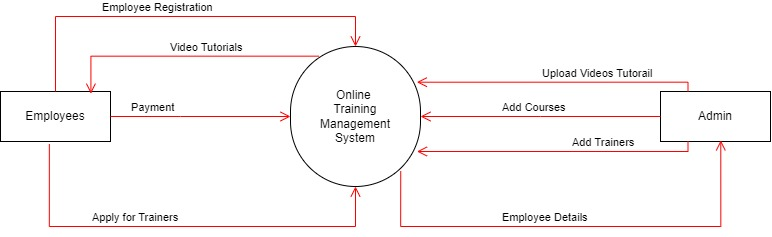 Employee Registration
Video Tutorials
Upload Videos Tutorail
Employees
Payment
Online
Training
Management
System
Add Courses
Admin
Add Trainers
Apply for Trainers
Employee Details